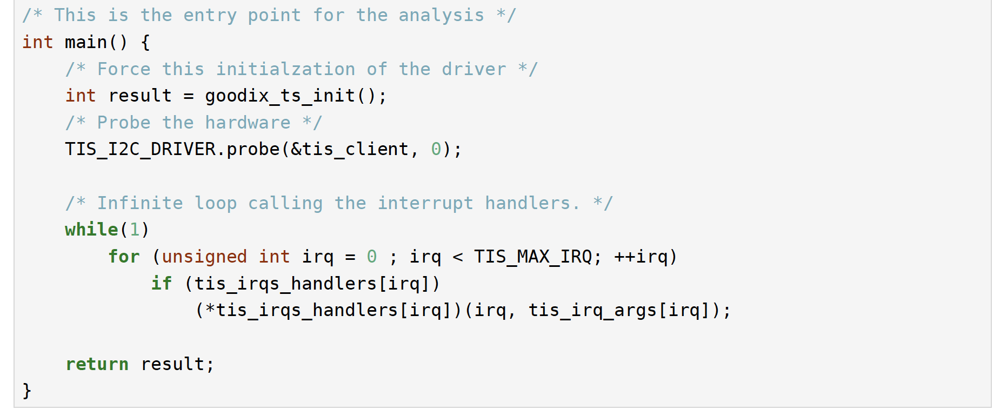 /* This is the entry point for the analysis */
int main() {
    /* Force this initialzation of the driver */
    int result = goodix_ts_init();
    /* Probe the hardware */
    TIS_I2C_DRIVER.probe(&tis_client, 0);

    /* Infinite loop calling the interrupt handlers. */
    while(1)
        for (unsigned int irq = 0 ; irq < TIS_MAX_IRQ; ++irq)
            if (tis_irqs_handlers[irq])
                (*tis_irqs_handlers[irq])(irq, tis_irq_args[irq]);

    return result;
}